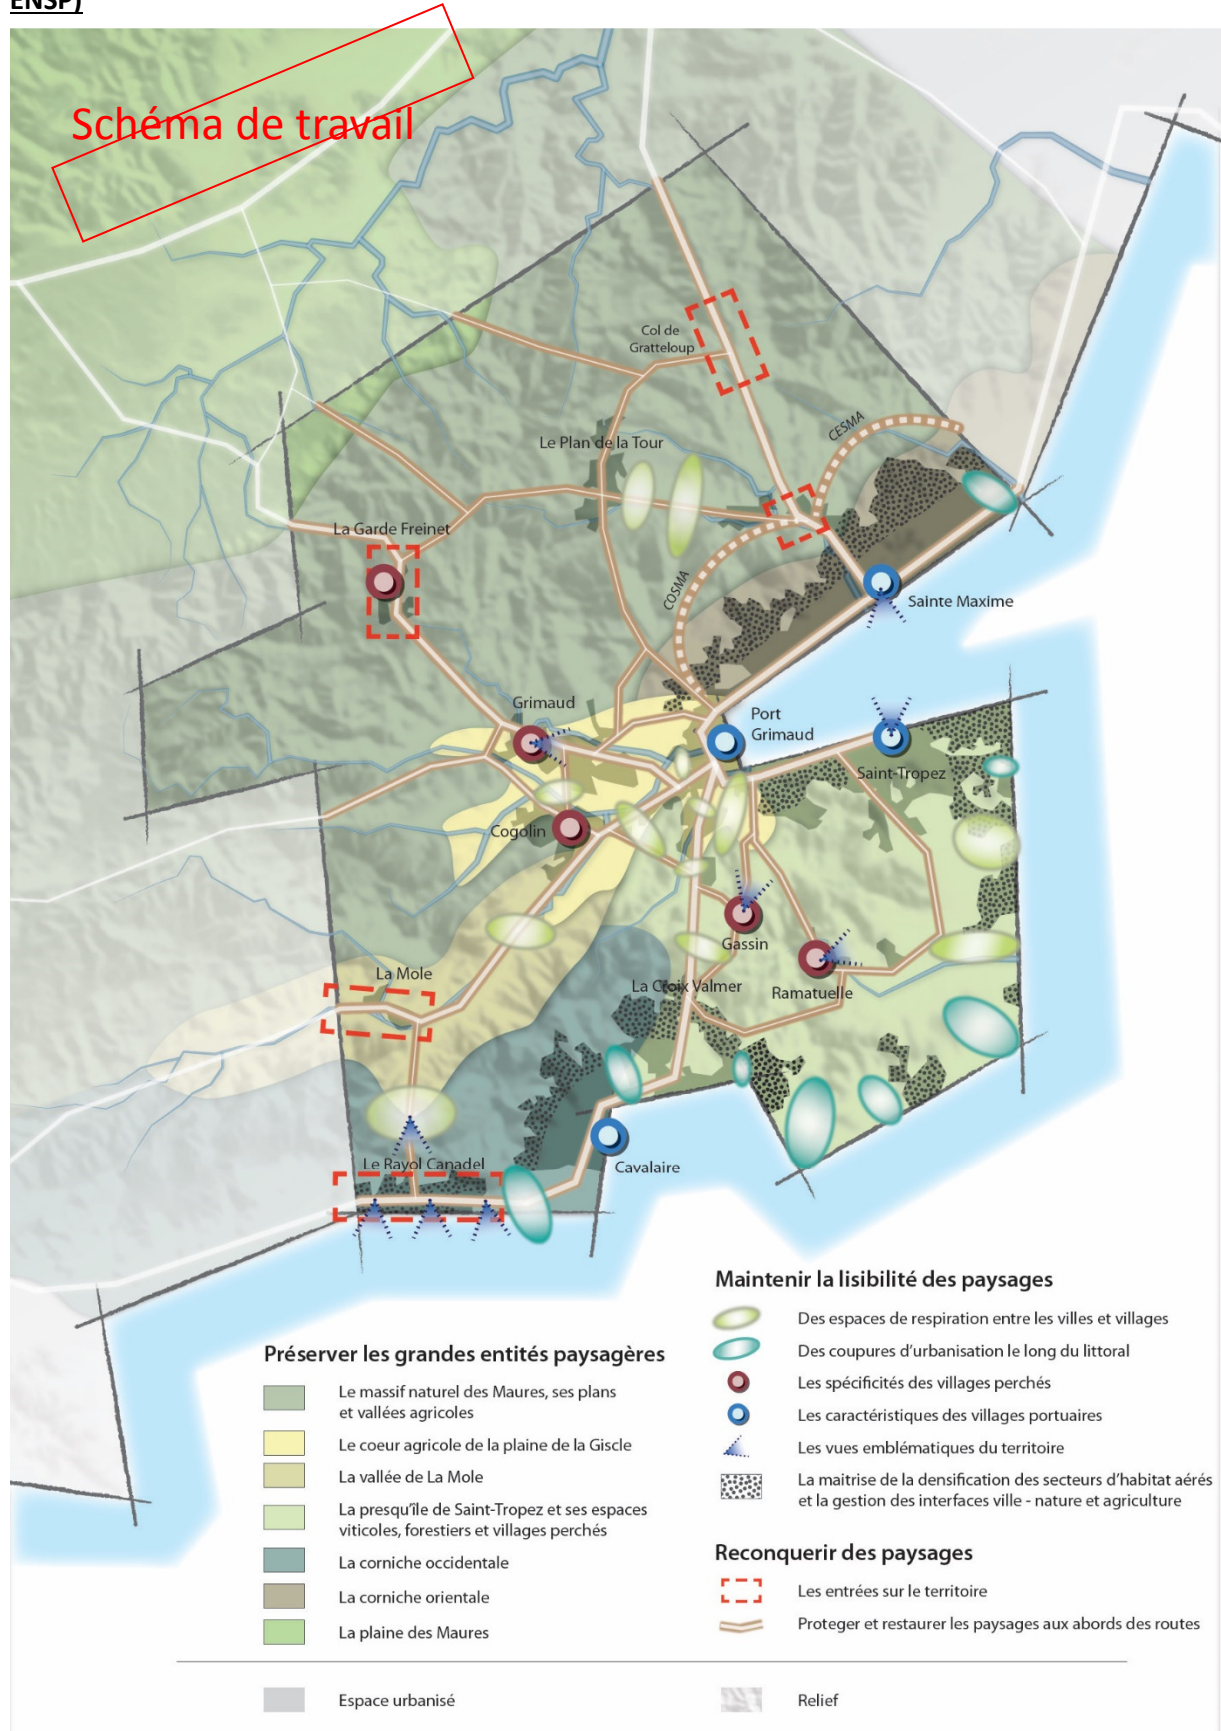 ENSP)
Schéma de travail
Col de
Gratteloup
CESMA
Le Plan de la Tour
La Garde Freinet
COSMA
Sainte Maxime
Grimaud
Port
Grimaud
Saint-Tropez
Cogolin
Gassin
La Mole
La Croix Valmer
Ramatuelle
Le Rayol Canadel
Cavalaire
Préserver les grandes entités paysagères
Le massif naturel des Maures, ses plans
et vallées agricoles
Le coeur agricole de la plaine de la Giscle
La vallée de La Mole
La presqu'île de Saint-Tropez et ses espaces
viticoles, forestiers et villages perchés
La corniche occidentale
La corniche orientale
La plaine des Maures
Maintenir la lisibilité des paysages
Des espaces de respiration entre les villes et villages
Des coupures d'urbanisation le long du littoral
Les spécificités des villages perchés
Les caractéristiques des villages portuaires
Les vues emblématiques du territoire
La maitrise de la densification des secteurs d'habitat aérés
et la gestion des interfaces ville - nature et agriculture
Reconquerir des paysages
Les entrées sur le territoire
Proteger et restaurer les paysages aux abords des routes
Espace urbanisé
Relief